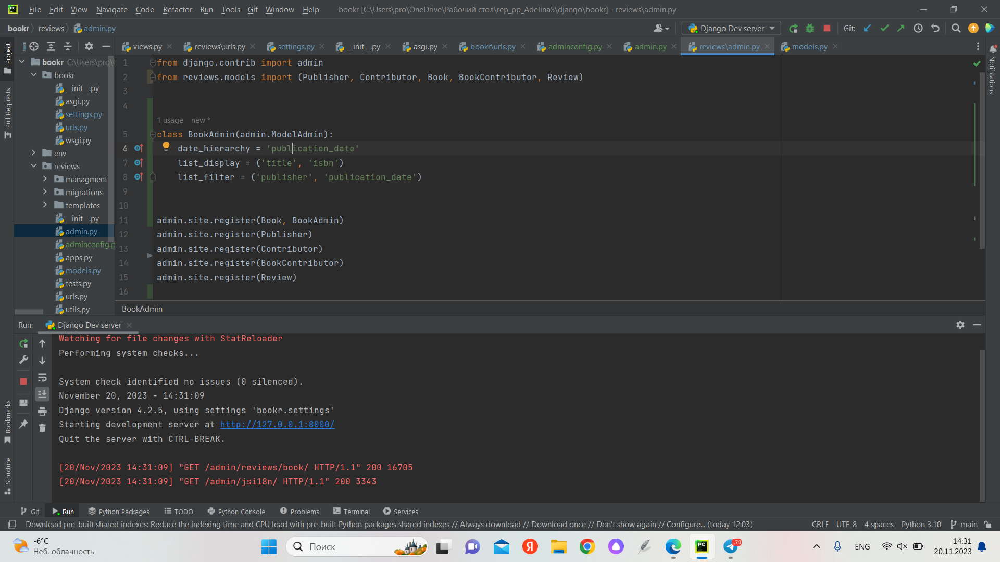 File Edit View Navigate Code Refactor Run Tools Git Window Help bookr [C:\Users\pro\OneDrive\Рабочий стол\rep_pp_AdelinaS\django\bookr] - reviews\admin.py
bookr reviews admin.py Django Dev server Git:
views.py reviews\urls.py settings.py __init__.py asgi.py bookr\urls.py adminconfig.py admin.py reviews\admin.py models.py
Project
Pull Requests
Bookmarks
Structure
Notifications
bookr C:\Users\pro\
bookr
__init__.py
asgi.py
settings.py
urls.py
wsgi.py
env
reviews
managment
migrations
templates
__init__.py
admin.py
adminconfig.p
apps.py
models.py
tests.py
urls.py
utils.py
1 from django.contrib import admin
2 from reviews.models import (Publisher, Contributor, Book, BookContributor, Review)
3
4
1 usage new *
5 class BookAdmin(admin.ModelAdmin):
6 date_hierarchy = 'publication_date'
7 list_display = ('title', 'isbn')
8 list_filter = ('publisher', 'publication_date')
9
10
11 admin.site.register(Book, BookAdmin)
12 admin.site.register(Publisher)
13 admin.site.register(Contributor)
14 admin.site.register(BookContributor)
15 admin.site.register(Review)
16
BookAdmin
Run: Django Dev server
Watching for file changes with StatReloader
Performing system checks...
System check identified no issues (0 silenced).
November 20, 2023 - 14:31:09
Django version 4.2.5, using settings 'bookr.settings'
Starting development server at http://127.0.0.1:8000/
Quit the server with CTRL-BREAK.
[20/Nov/2023 14:31:09] "GET /admin/reviews/book/ HTTP/1.1" 200 16705
[20/Nov/2023 14:31:09] "GET /admin/jsi18n/ HTTP/1.1" 200 3343
Git Run Python Packages TODO Python Console Problems Terminal Services
Download pre-built shared indexes: Reduce the indexing time and CPU load with pre-built Python packages shared indexes // Always download // Download once // Don't show again // Configure... (today 12:03) CRLF UTF-8 4 spaces Python 3.10 main
-6°C
Неб. облачность
Поиск
PC
..70
ENG
14:31
20.11.2023